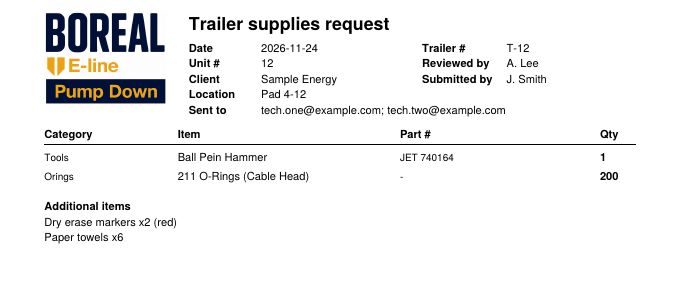 BOREAL
E-line
Pump Down
Trailer supplies request
Date 2026-11-24 Trailer # T-12
Unit # 12 Reviewed by A. Lee
Client Sample Energy Submitted by J. Smith
Location Pad 4-12
Sent to tech.one@example.com; tech.two@example.com
Category Item Part # Qty
Tools Ball Pein Hammer JET 740164 1
Orings 211 O-Rings (Cable Head) - 200
Additional items
Dry erase markers x2 (red)
Paper towels x6